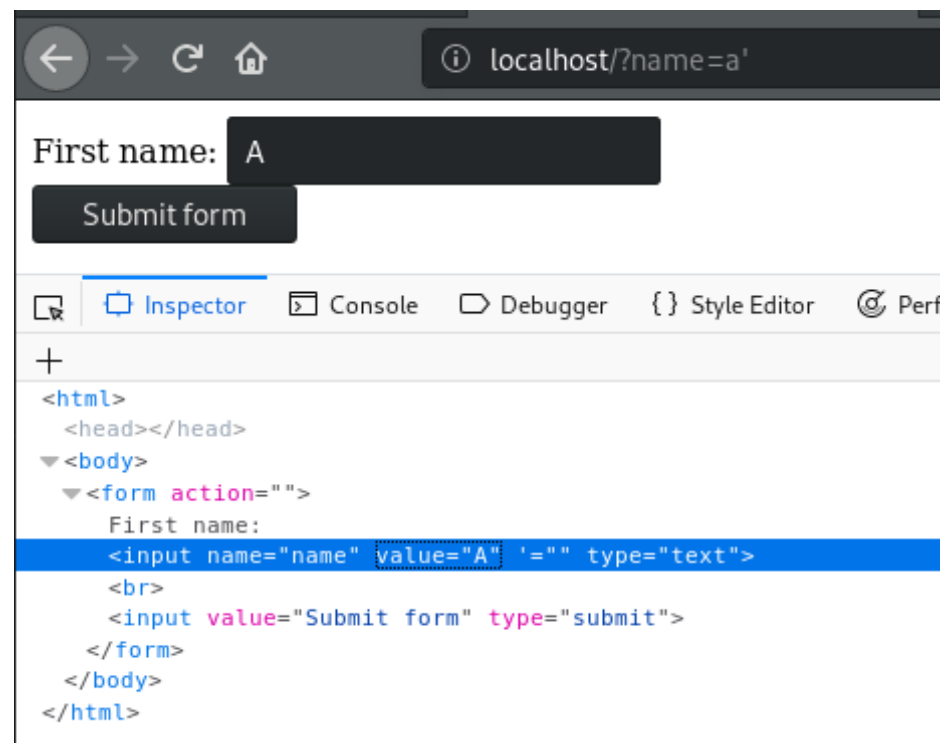 localhost/?name=a'
First name: A
Submit form
Inspector Console Debugger {} Style Editor Perf
+
<html>
<head></head>
<body>
<form action="">
First name:
<input name="name" value="A" '="" type="text">
<br>
<input value="Submit form" type="submit">
</form>
</body>
</html>